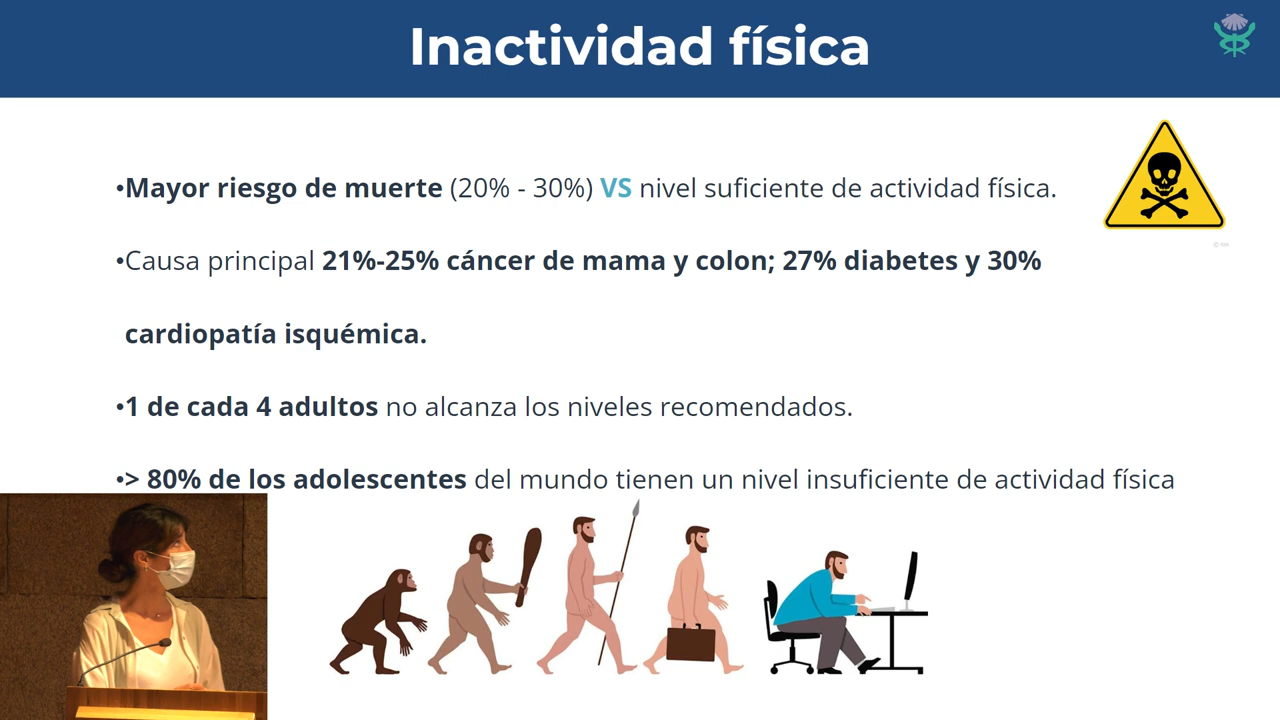 Inactividad física
•Mayor riesgo de muerte (20% - 30%) VS nivel suficiente de actividad física.
•Causa principal 21%-25% cáncer de mama y colon; 27% diabetes y 30%
cardiopatía isquémica.
•1 de cada 4 adultos no alcanza los niveles recomendados.
•> 80% de los adolescentes del mundo tienen un nivel insuficiente de actividad física